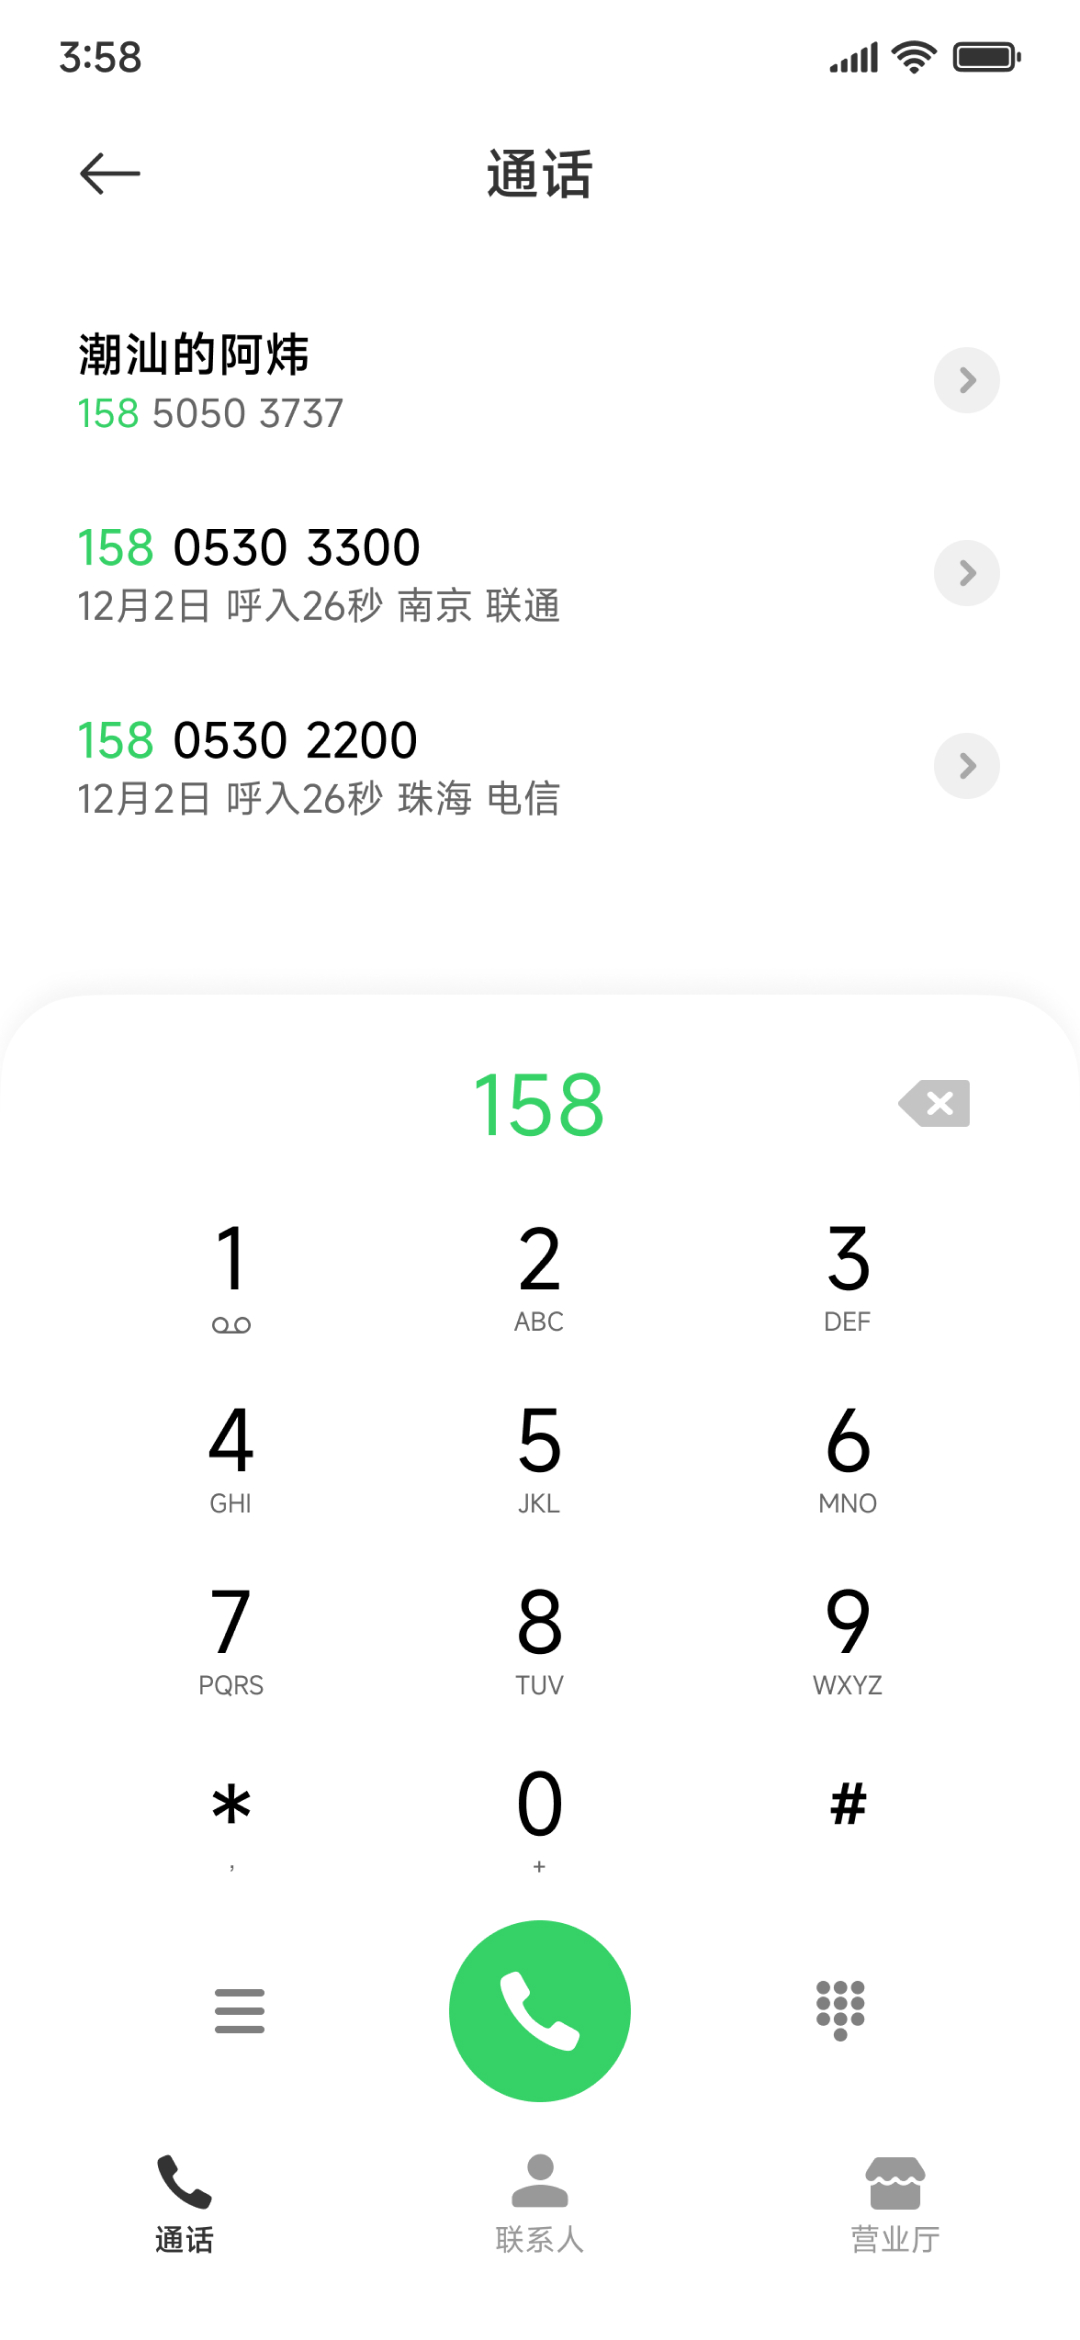 3:58
通话
潮汕的阿炜
158 5050 3737
158 0530 3300
12月2日 呼入26秒 南京 联通
158 0530 2200
12月2日 呼入26秒 珠海 电信
158
1 2 3
ABC DEF
4 5 6
GHI JKL MNO
7 8 9
PQRS TUV WXYZ
* 0 #
, +
通话 联系人 营业厅